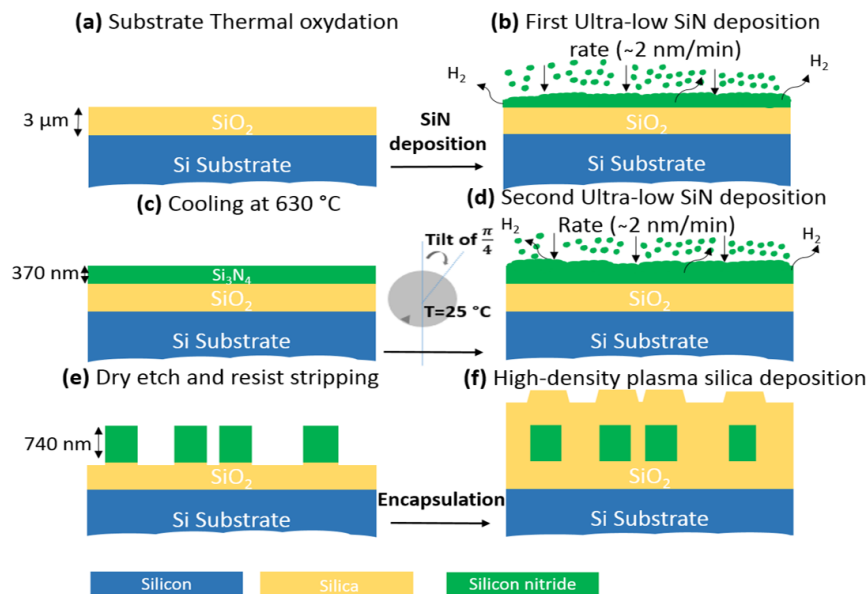 (a) Substrate Thermal oxydation
(b) First Ultra-low SiN deposition
rate (~2 nm/min)
H2
H2
3 µm
SiO2
Si Substrate
SiN
deposition
SiO2
Si Substrate
(c) Cooling at 630 °C
(d) Second Ultra-low SiN deposition
Rate (~2 nm/min)
H2
H2
370 nm
Si3N4
SiO2
Si Substrate
Tilt of π/4
T=25 °C
SiO2
Si Substrate
(e) Dry etch and resist stripping
(f) High-density plasma silica deposition
740 nm
SiO2
Si Substrate
Encapsulation
SiO2
Si Substrate
Silicon
Silica
Silicon nitride